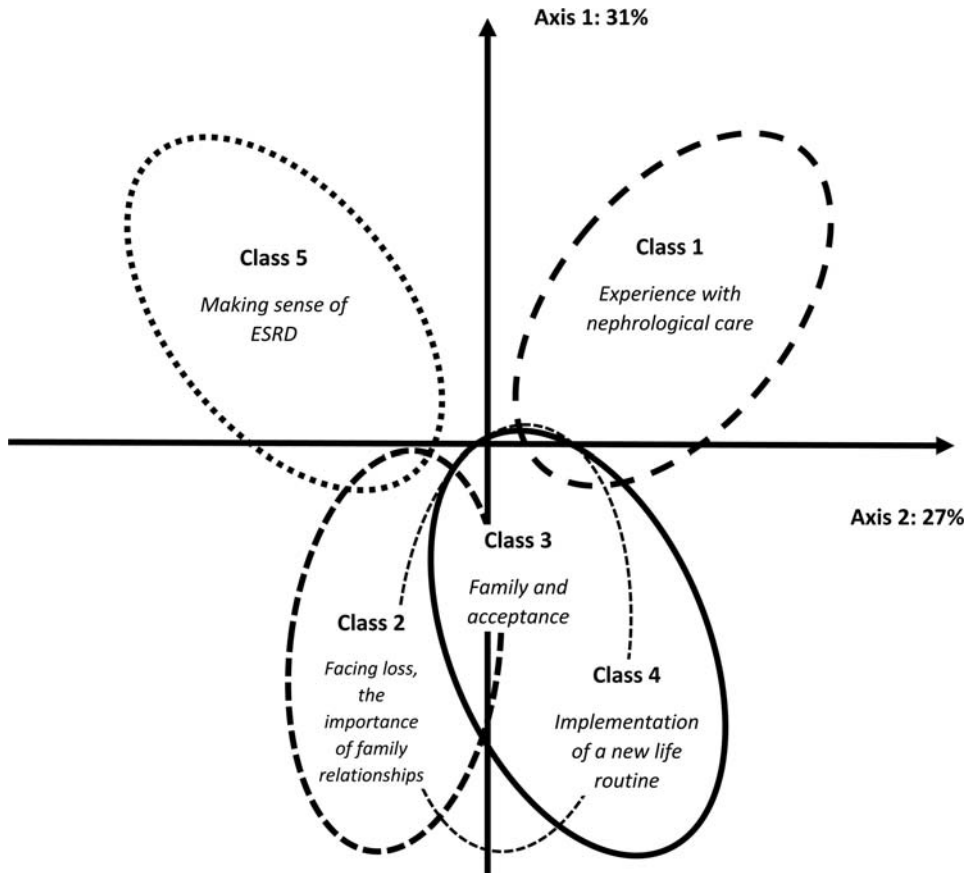 Axis 1: 31%
Class 5
Making sense of
ESRD
Class 1
Experience with
nephrological care
Axis 2: 27%
Class 3
Family and
acceptance
Class 2
Facing loss,
the
importance
of family
relationships
Class 4
Implementation
of a new life
routine